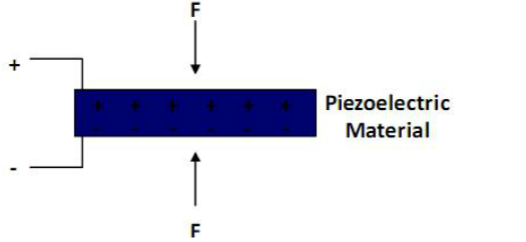 F
+
+ + + + + +
- - - - - -
Piezoelectric
Material
-
F